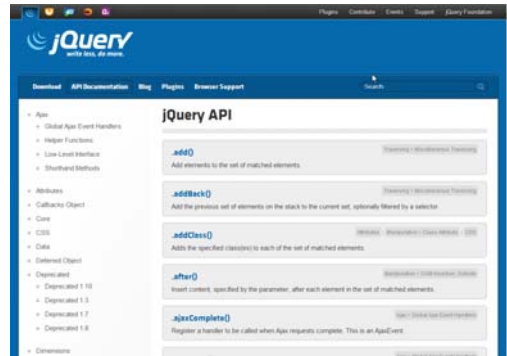 Plugins Contribute Events Support jQuery Foundation
jQuery
write less, do more.
Download API Documentation Blog Plugins Browser Support Search
Ajax
Global Ajax Event Handlers
Helper Functions
Low-Level Interface
Shorthand Methods
Attributes
Callbacks Object
Core
CSS
Data
Deferred Object
Deprecated
Deprecated 1.10
Deprecated 1.3
Deprecated 1.7
Deprecated 1.8
Dimensions
jQuery API
.add() Traversing > Miscellaneous Traversing
Add elements to the set of matched elements.
.addBack() Traversing > Miscellaneous Traversing
Add the previous set of elements on the stack to the current set, optionally filtered by a selector.
.addClass() Attributes Manipulation > Class Attribute CSS
Adds the specified class(es) to each of the set of matched elements.
.after() Manipulation > DOM Insertion, Outside
Insert content, specified by the parameter, after each element in the set of matched elements.
.ajaxComplete() Ajax > Global Ajax Event Handlers
Register a handler to be called when Ajax requests complete. This is an AjaxEvent.